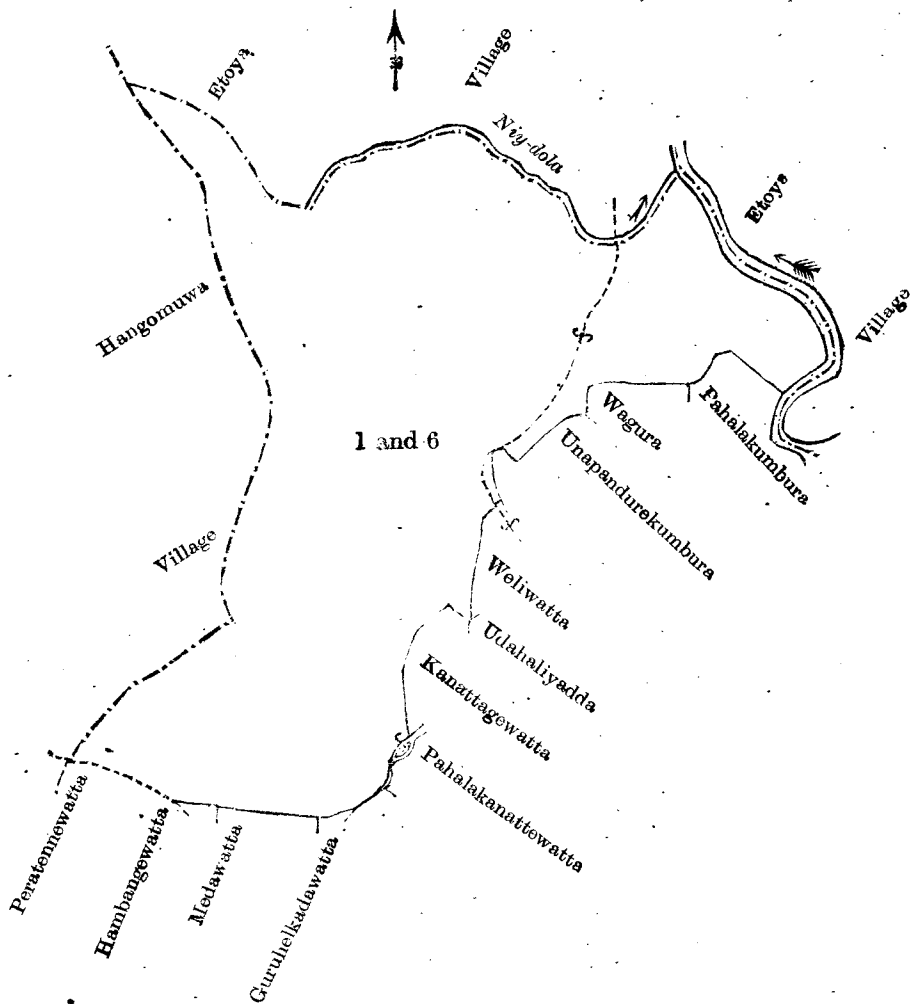 Etoya
Village
Niy-dola
Etoya
Village
Hangomuwa
Village
1 and 6
Wagura
Pahalakumbura
Unapandurekumbura
Weliwatta
Udahaliyadda
Kanattagewatta
Pahalakanattewatta
Peratennewatta
Hambangewatta
Medawatta
Guruhelkadawatta